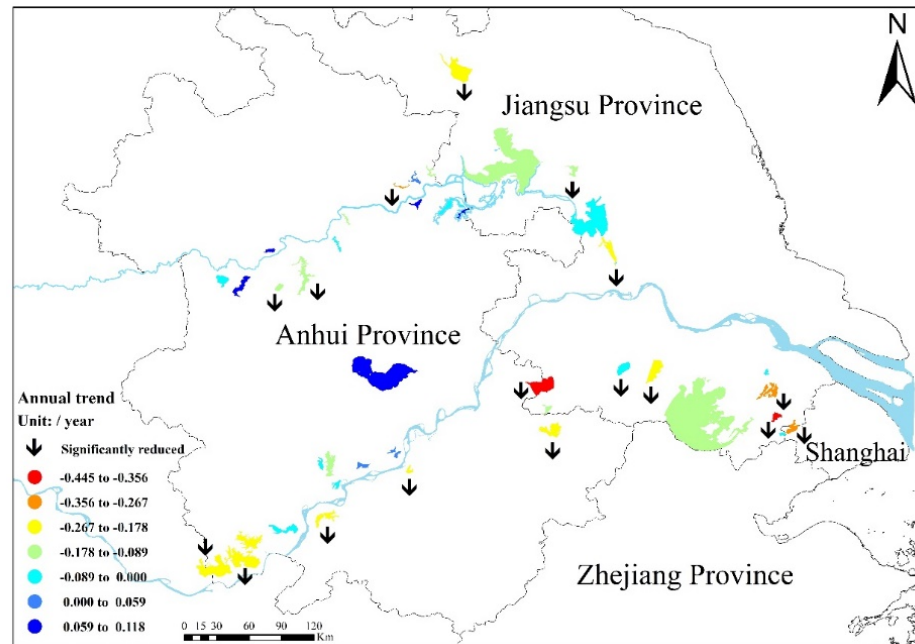 N
Jiangsu Province
Anhui Province
Annual trend
Unit: / year
Significantly reduced
-0.445 to -0.356
-0.356 to -0.267
-0.267 to -0.178
-0.178 to -0.089
-0.089 to 0.000
0.000 to 0.059
0.059 to 0.118
Shanghai
Zhejiang Province
0 15 30 60 90 120
Km